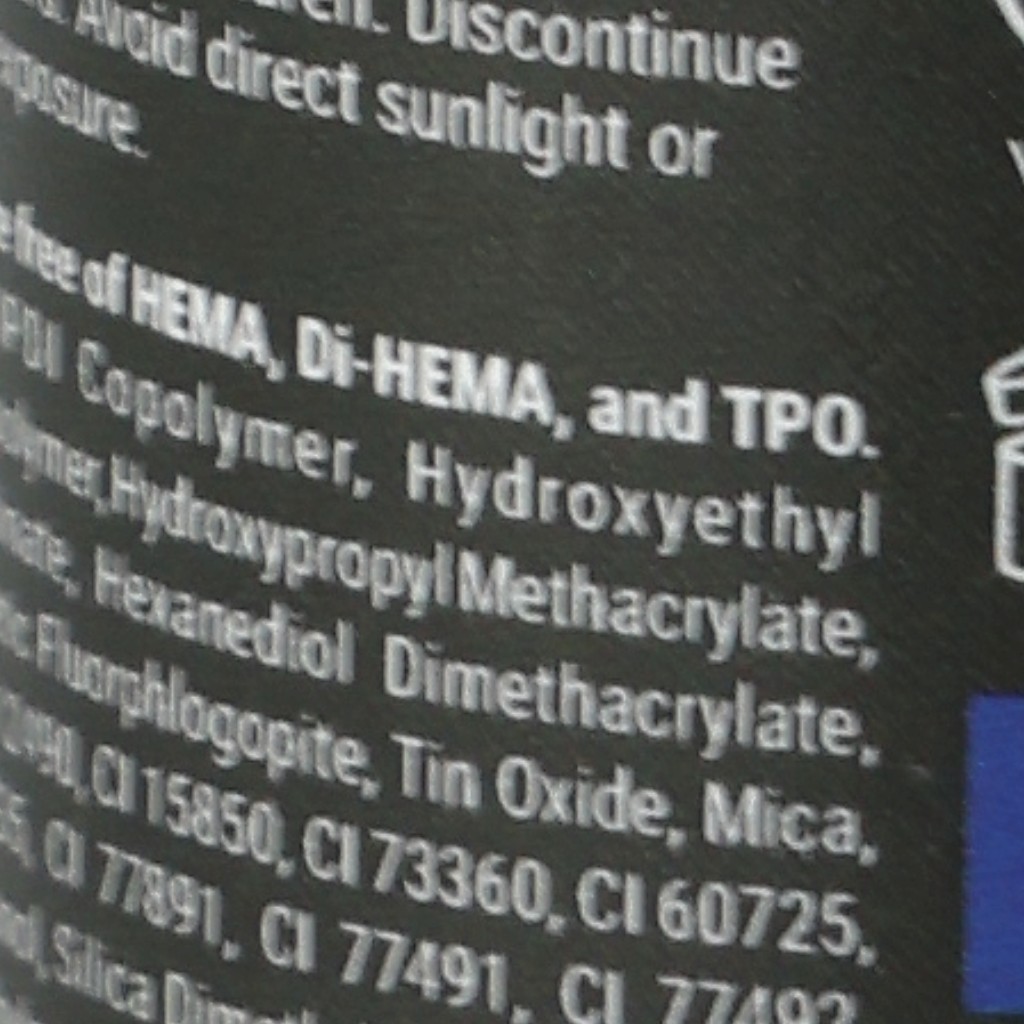 Discontinue
Avoid direct sunlight or
free of HEMA, Di-HEMA, and TPO.
Copolymer, Hydroxyethyl
Hydroxypropyl Methacrylate,
Hexanediol Dimethacrylate,
Fluorphlogopite, Tin Oxide, Mica,
CI 15850, CI 73360, CI 60725,
CI 77891, CI 77491, CI 77492
Silica